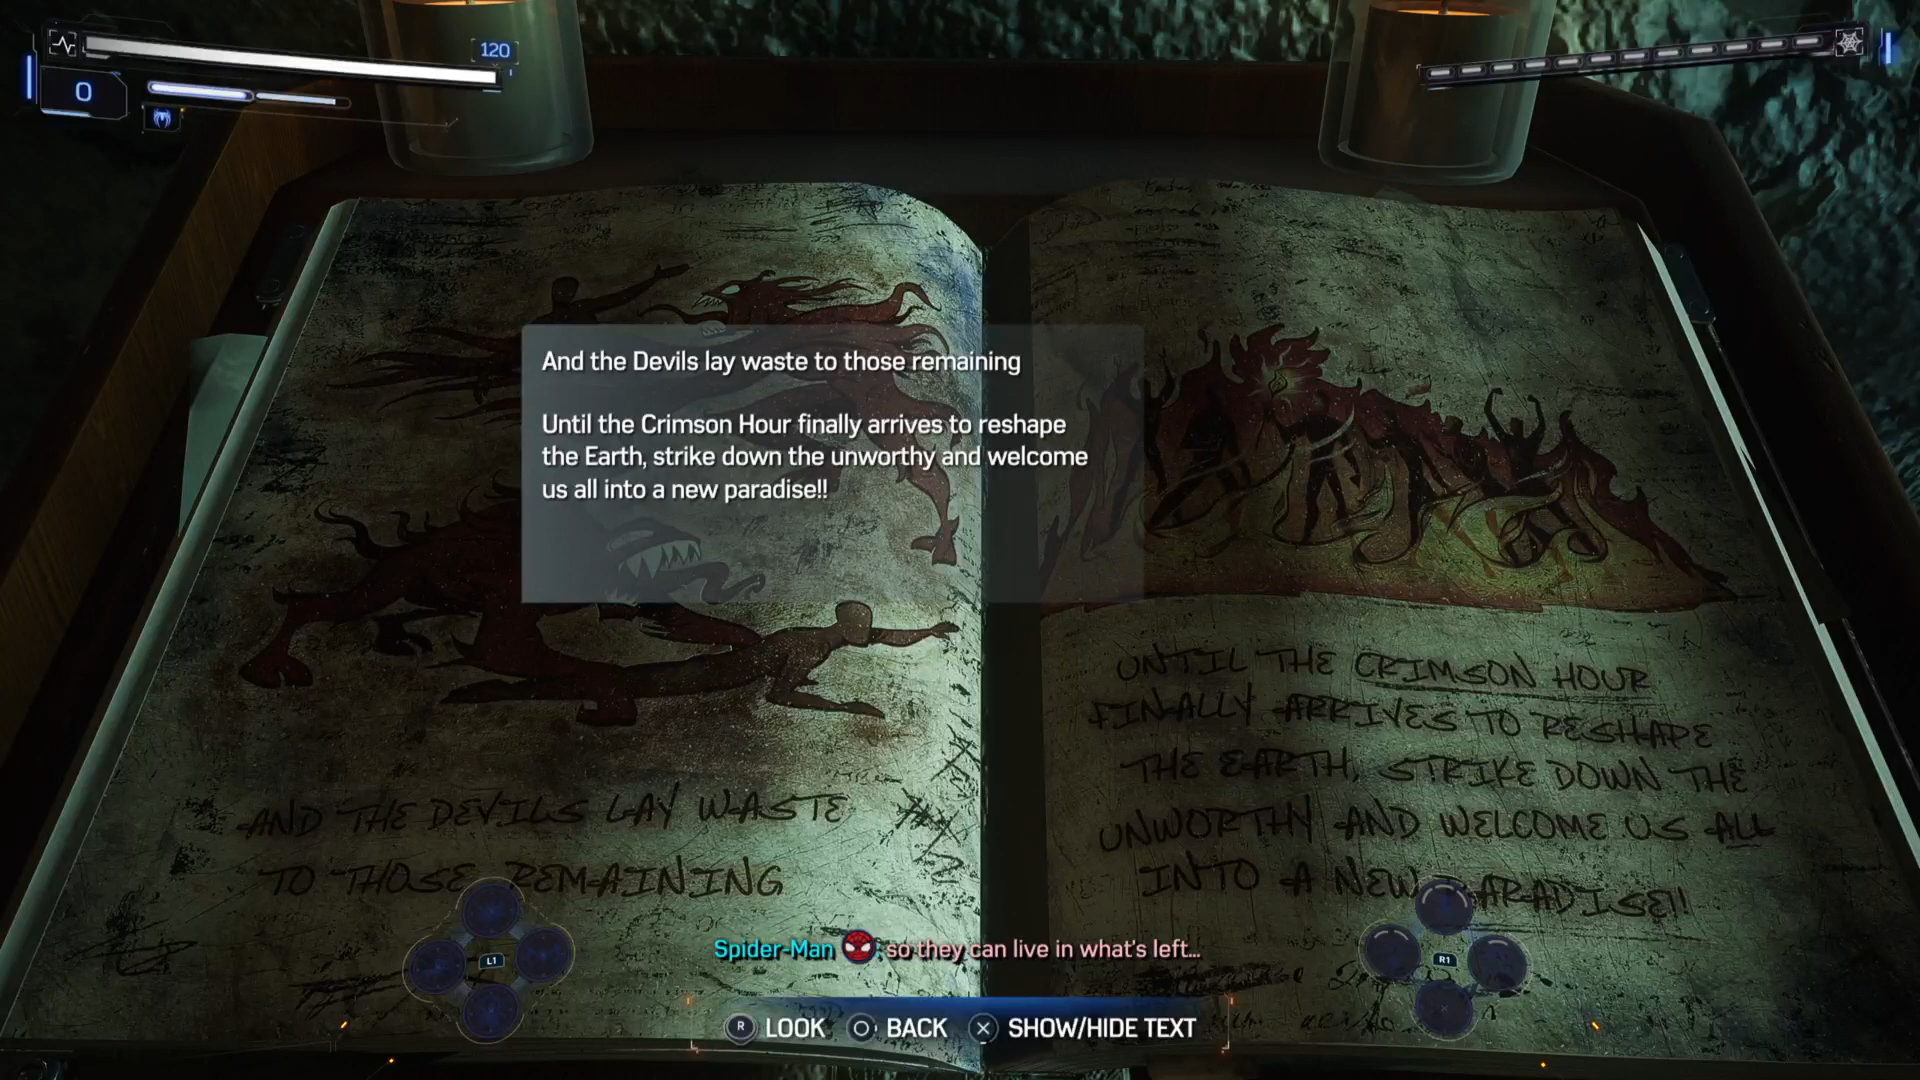 120
0
And the Devils lay waste to those remaining
Until the Crimson Hour finally arrives to reshape
the Earth, strike down the unworthy and welcome
us all into a new paradise!!
AND THE DEVILS LAY WASTE
TO THOSE REMAINING
UNTIL THE CRIMSON HOUR
FINALLY ARRIVES TO RESHAPE
THE EARTH, STRIKE DOWN THE
UNWORTHY AND WELCOME US ALL
INTO A NEW PARADISE!!
Spider-Man : so they can live in what's left...
L1
R1
R LOOK BACK SHOW/HIDE TEXT